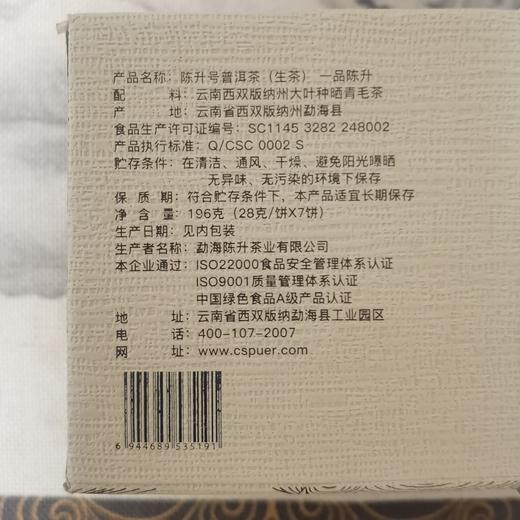 产品名称：陈升号普洱茶（生茶） 一品陈升
配 料：云南西双版纳州大叶种晒青毛茶
产 地：云南省西双版纳州勐海县
食品生产许可证编号：SC1145 3282 248002
产品执行标准：Q/CSC 0002 S
贮存条件：在清洁、通风、干燥、避免阳光曝晒
无异味、无污染的环境下保存
保 质 期：符合贮存条件下，本产品适宜长期保存
净 含 量：196克（28克/饼X7饼）
生产日期：见内包装
生产者名称：勐海陈升茶业有限公司
本企业通过：ISO22000食品安全管理体系认证
ISO9001质量管理体系认证
中国绿色食品A级产品认证
地 址：云南省西双版纳勐海县工业园区
电 话：400-107-2007
网 址：www.cspuer.com
6 944689 535191